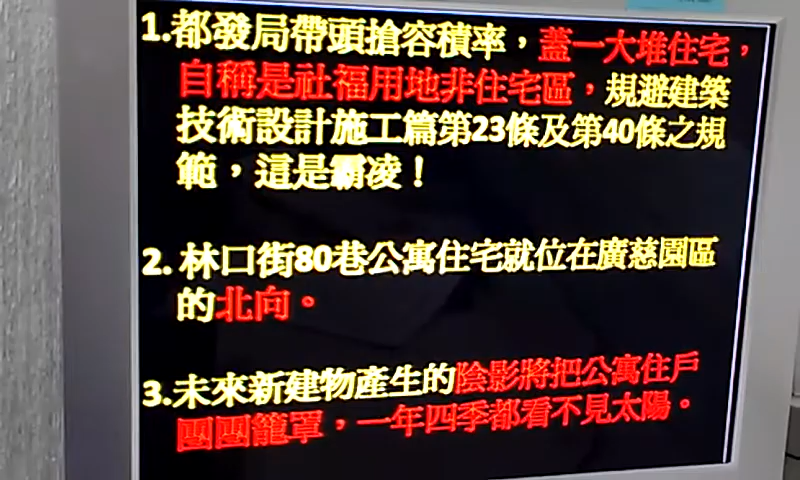 1.都發局帶頭搶容積率，蓋一大堆住宅，
自稱是社福用地非住宅區，規避建築
技術設計施工篇第23條及第40條之規
範，這是霸凌！
2. 林口街80巷公寓住宅就位在廣慈園區
的北向。
3.未來新建物產生的陰影將把公寓住戶
團團籠罩，一年四季都看不見太陽。